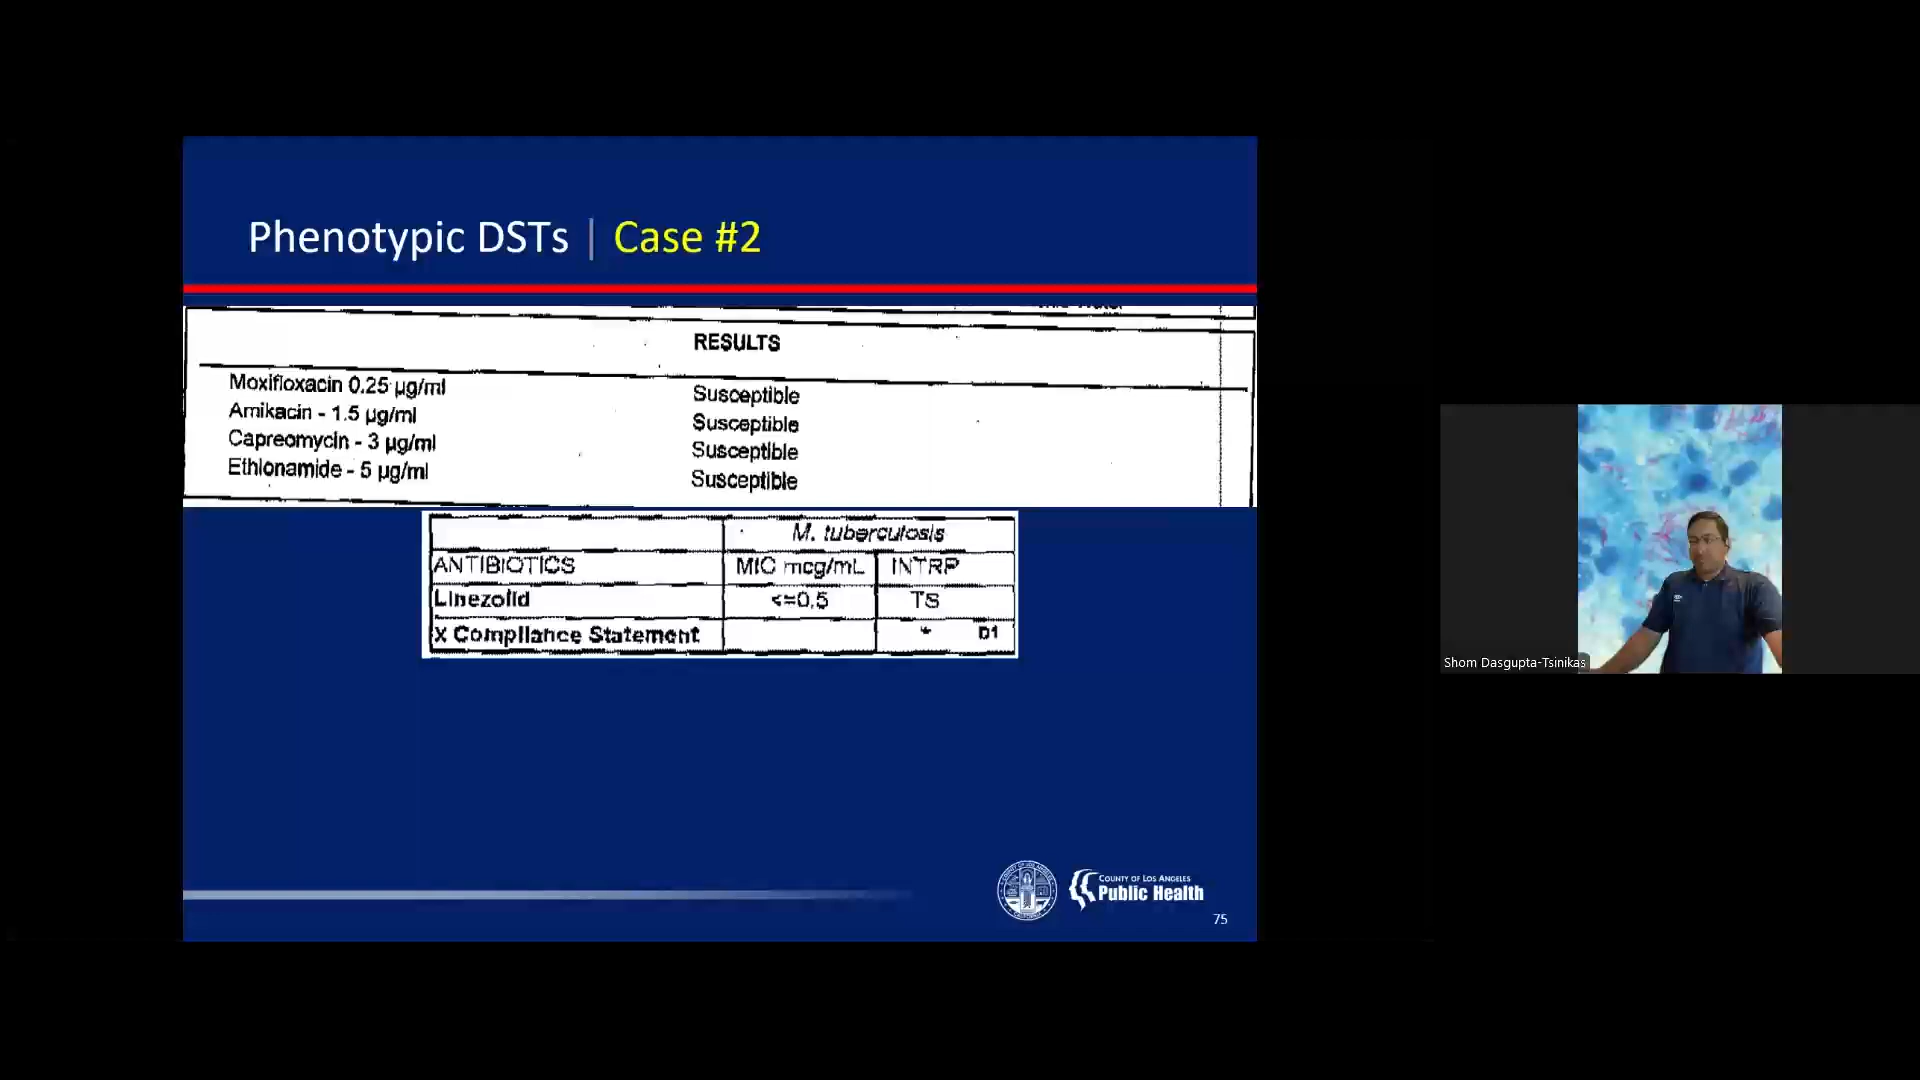 Phenotypic DSTs | Case #2
RESULTS
Moxifloxacin 0.25 µg/ml Susceptible
Amikacin - 1.5 µg/ml Susceptible
Capreomycin - 3 µg/ml Susceptible
Ethionamide - 5 µg/ml Susceptible
M. tuberculosis
ANTIBIOTICS MIC mcg/mL INTRP
Linezolid <=0.5 TS
x Compliance Statement * D1
COUNTY OF LOS ANGELES
Public Health
75
Shom Dasgupta-Tsinikas